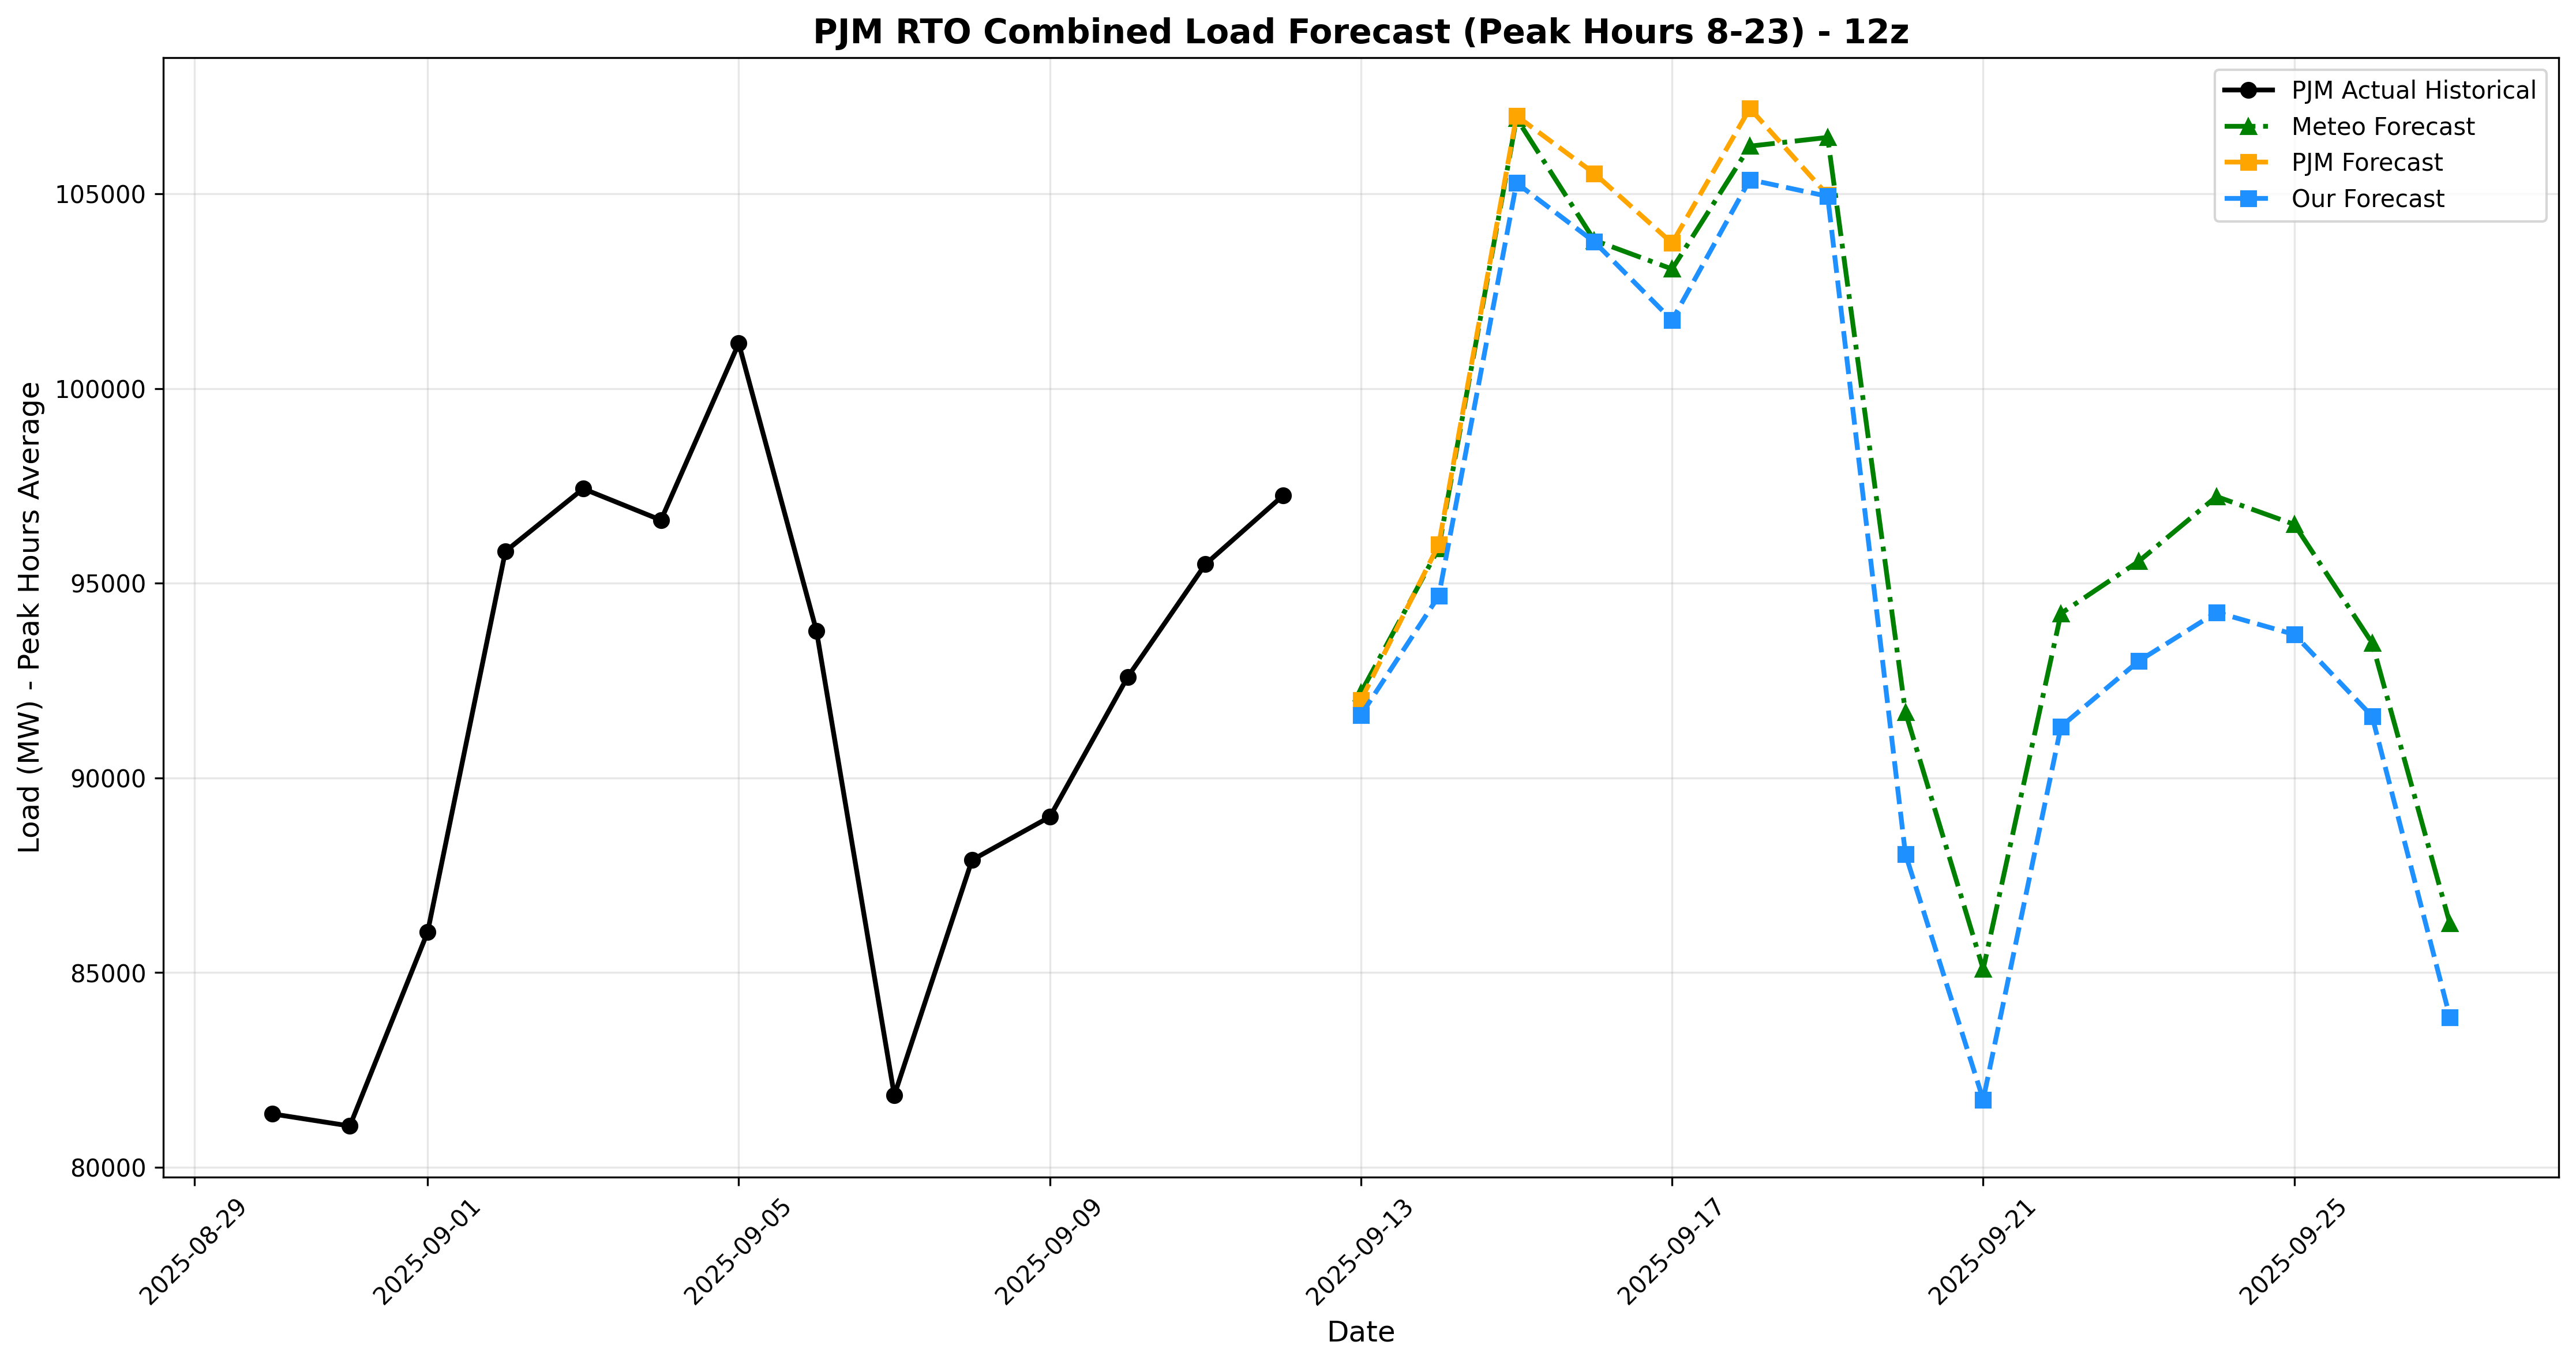 PJM RTO Combined Load Forecast (Peak Hours 8-23) - 12z
PJM Actual Historical
Meteo Forecast
PJM Forecast
Our Forecast
Load (MW) - Peak Hours Average
105000
100000
95000
90000
85000
80000
2025-08-29
2025-09-01
2025-09-05
2025-09-09
2025-09-13
2025-09-17
2025-09-21
2025-09-25
Date